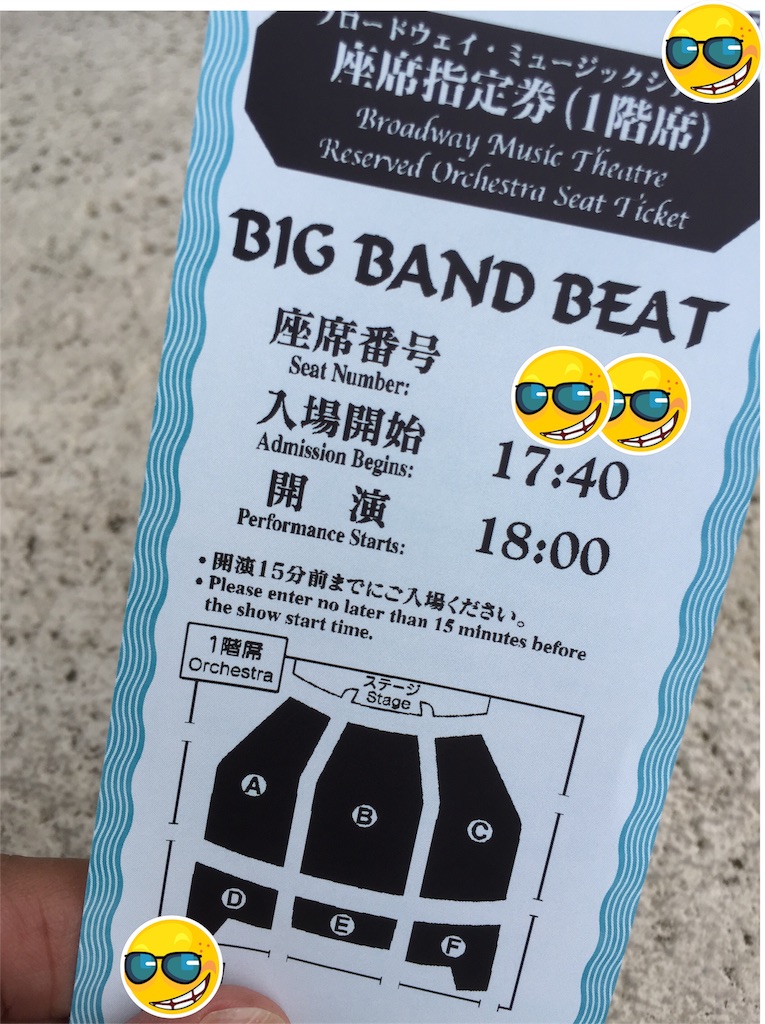 ブロードウェイ・ミュージックシ
座席指定券(1階席)
Broadway Music Theatre
Reserved Orchestra Seat Ticket
BIG BAND BEAT
座席番号
Seat Number:
入場開始
Admission Begins: 17:40
開 演
Performance Starts: 18:00
・開演15分前までにご入場ください。
・Please enter no later than 15 minutes before
the show start time.
1階席
Orchestra
ステージ
Stage
A
B
C
D
E
F